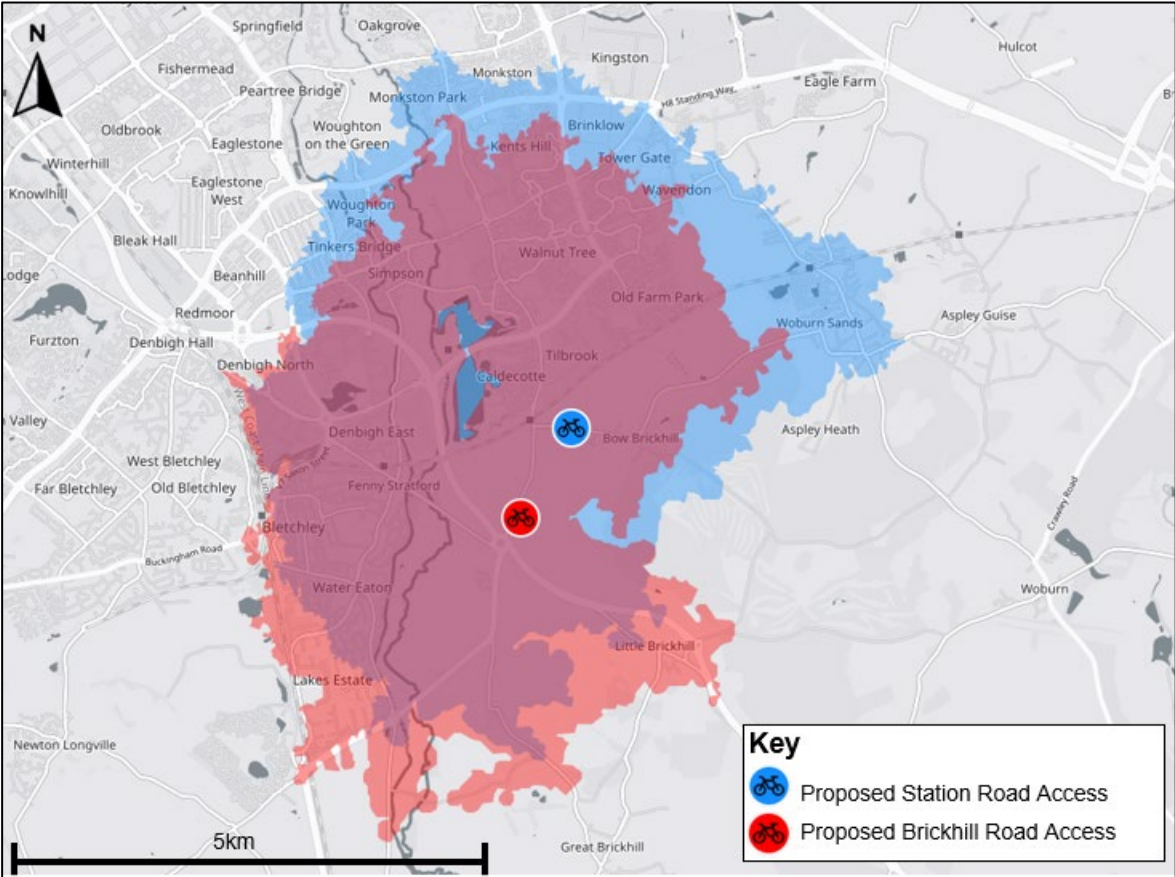 N
Springfield
Oakgrove
Fishermead
Monkston
Kingston
Hulcot
Peartree Bridge
Monkston Park
Eagle Farm
H8 Standing Way
Oldbrook
Woughton
on the Green
Brinklow
Eaglestone
Kents Hill
Tower Gate
Winterhill
Eaglestone
West
Wavendon
Knowlhill
Woughton
Park
Bleak Hall
Tinkers Bridge
Walnut Tree
Beanhill
Simpson
Lodge
Old Farm Park
Redmoor
Woburn Sands
Aspley Guise
Furzton
Denbigh Hall
Tilbrook
Denbigh North
Caldecotte
Valley
Denbigh East
Bow Brickhill
Aspley Heath
West Bletchley
Far Bletchley
Old Bletchley
Fenny Stratford
Crawley Road
Bletchley
Buckingham Road
Water Eaton
Woburn
Little Brickhill
Lakes Estate
Newton Longville
Key
Proposed Station Road Access
Proposed Brickhill Road Access
5km
Great Brickhill